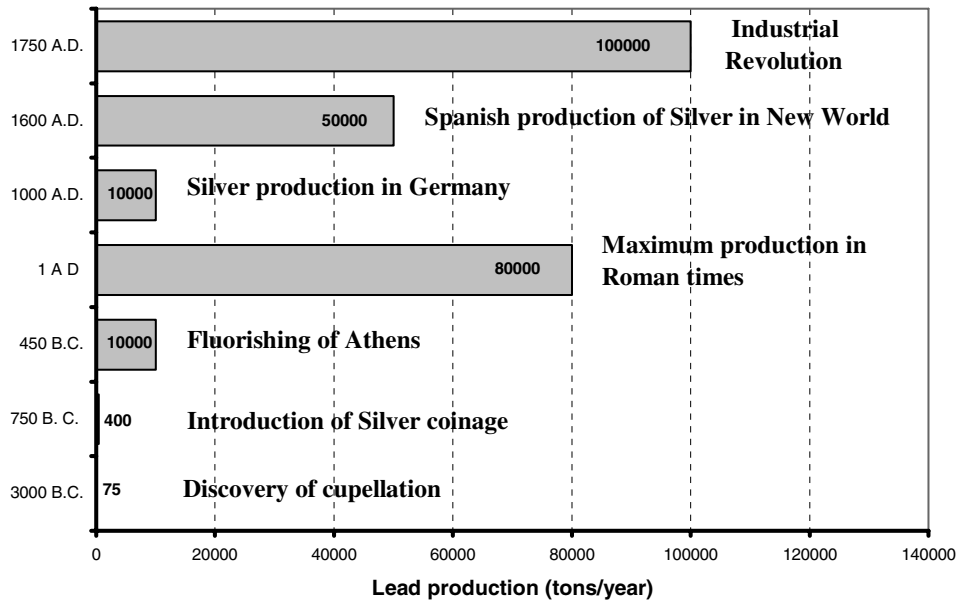 1750 A.D.
100000
Industrial
Revolution
1600 A.D.
50000
Spanish production of Silver in New World
1000 A.D.
10000
Silver production in Germany
1 A D
80000
Maximum production in
Roman times
450 B.C.
10000
Fluorishing of Athens
750 B. C.
400
Introduction of Silver coinage
3000 B.C.
75
Discovery of cupellation
0 20000 40000 60000 80000 100000 120000 140000
Lead production (tons/year)